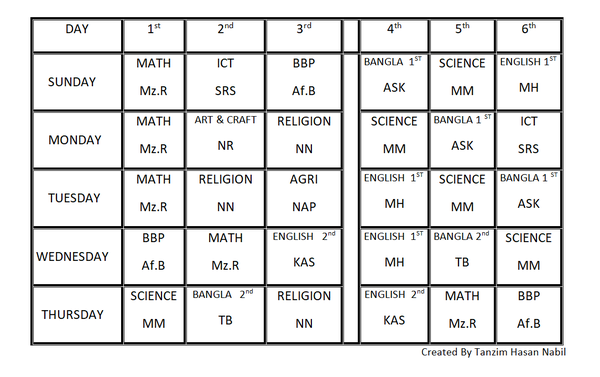 DAY 1st 2nd 3rd 4th 5th 6th
SUNDAY
MATH ICT BBP BANGLA 1ST SCIENCE ENGLISH 1ST
Mz.R SRS Af.B ASK MM MH
MONDAY
MATH ART & CRAFT RELIGION SCIENCE BANGLA 1 ST ICT
Mz.R NR NN MM ASK SRS
TUESDAY
MATH RELIGION AGRI ENGLISH 1ST SCIENCE BANGLA 1 ST
Mz.R NN NAP MH MM ASK
WEDNESDAY
BBP MATH ENGLISH 2nd ENGLISH 1ST BANGLA 2nd SCIENCE
Af.B Mz.R KAS MH TB MM
THURSDAY
SCIENCE BANGLA 2nd RELIGION ENGLISH 2nd MATH BBP
MM TB NN KAS Mz.R Af.B
Created By Tanzim Hasan Nabil